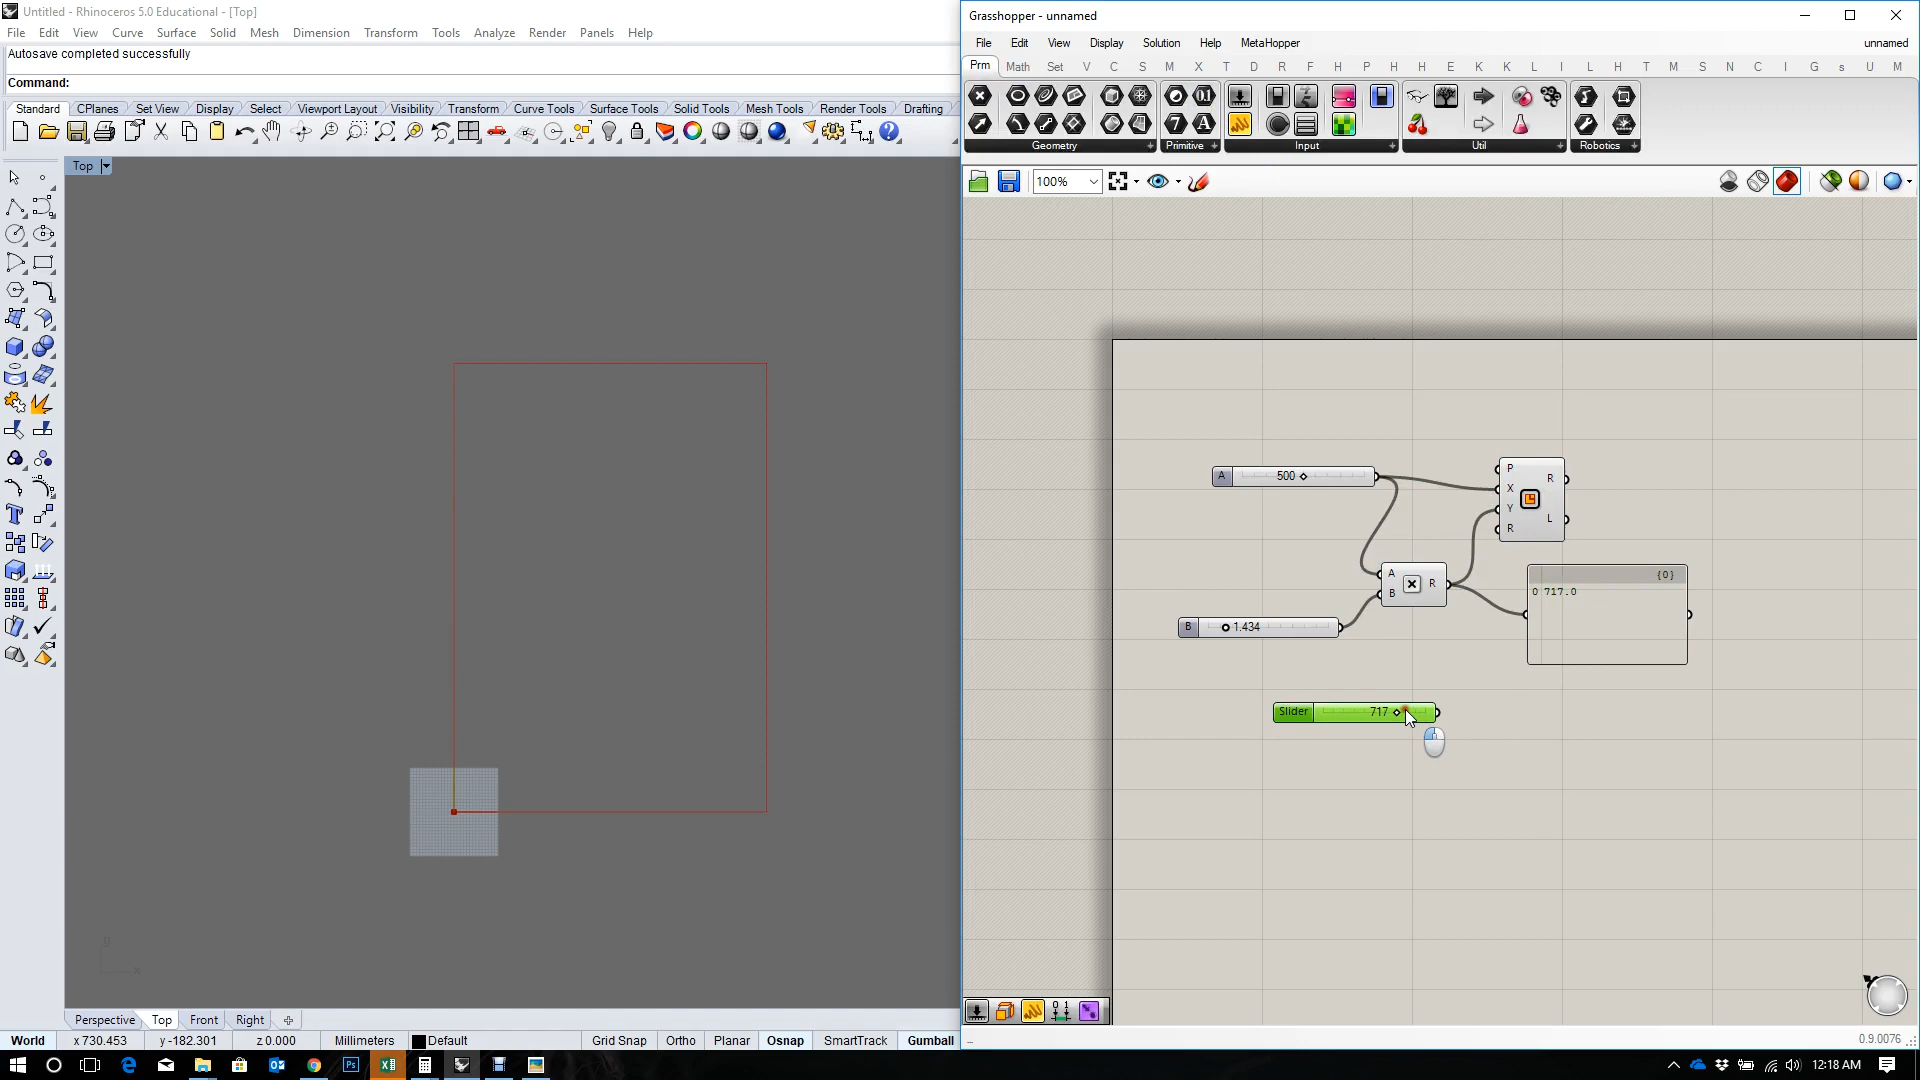 Untitled - Rhinoceros 5.0 Educational - [Top]
File Edit View Curve Surface Solid Mesh Dimension Transform Tools Analyze Render Panels Help
Autosave completed successfully
Command:
Standard CPlanes Set View Display Select Viewport Layout Visibility Transform Curve Tools Surface Tools Solid Tools Mesh Tools Render Tools Drafting
Top
y
x
Perspective Top Front Right
World x 730.453 y -182.301 z 0.000 Millimeters Default Grid Snap Ortho Planar Osnap SmartTrack Gumball
Grasshopper - unnamed
File Edit View Display Solution Help MetaHopper unnamed
Prm Math Set V C S M X T D R F H P H H E K K L I L H T M S N C I G s U M
Geometry Primitive Input Util Robotics
100%
A 500
P
X
Y
R
R
L
A
B
R
B 1.434
{0}
0 717.0
Slider 717
0.9.0076
12:18 AM